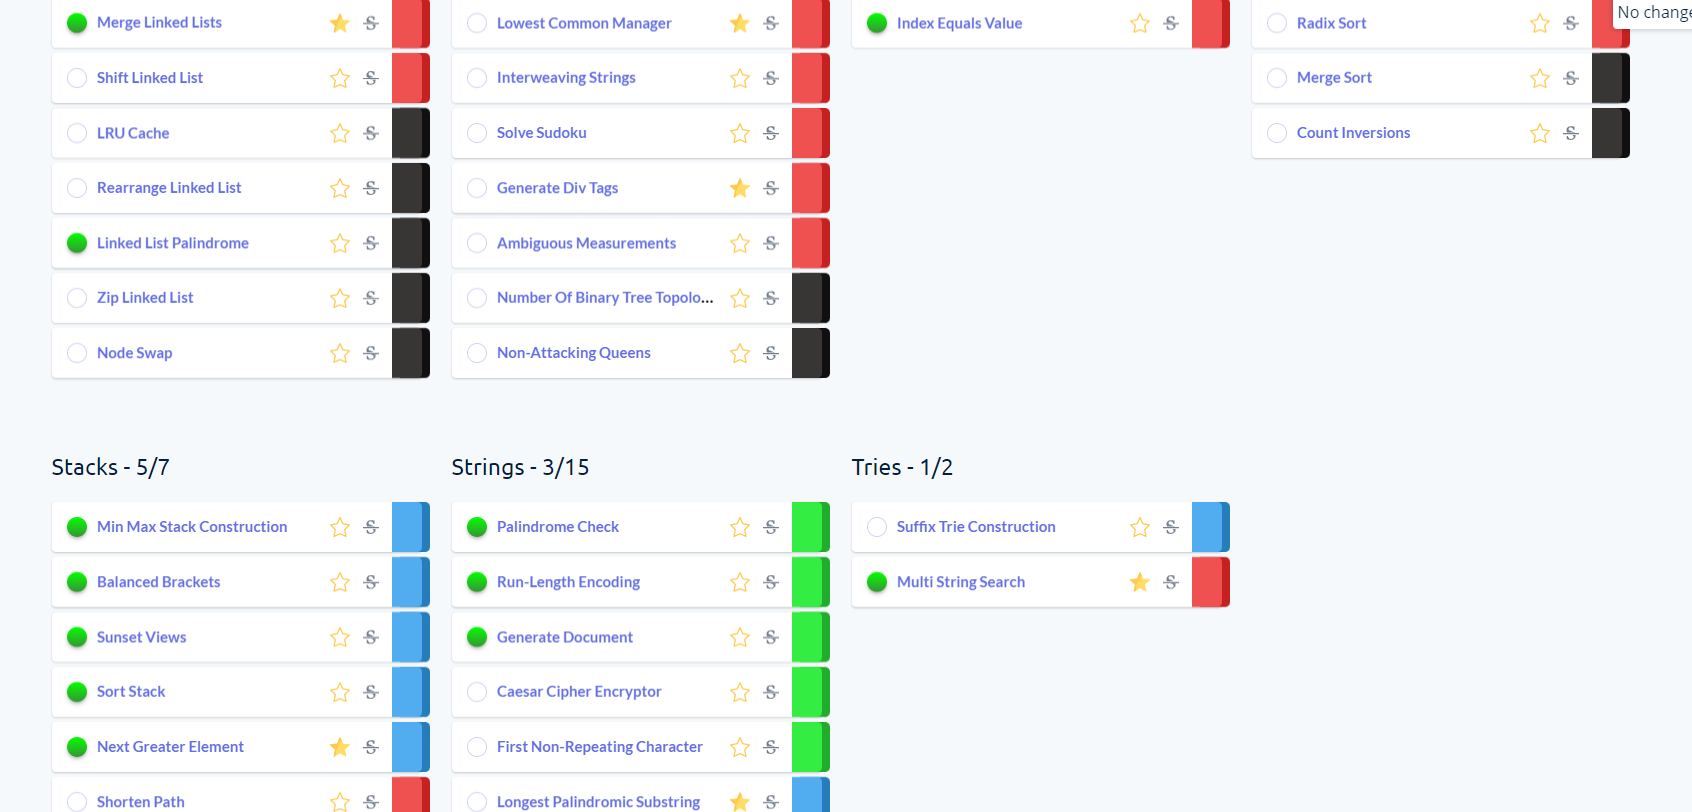 Merge Linked Lists
Shift Linked List
LRU Cache
Rearrange Linked List
Linked List Palindrome
Zip Linked List
Node Swap
Lowest Common Manager
Interweaving Strings
Solve Sudoku
Generate Div Tags
Ambiguous Measurements
Number Of Binary Tree Topolo...
Non-Attacking Queens
Index Equals Value
Radix Sort
Merge Sort
Count Inversions
No change
Stacks - 5/7
Min Max Stack Construction
Balanced Brackets
Sunset Views
Sort Stack
Next Greater Element
Shorten Path
Strings - 3/15
Palindrome Check
Run-Length Encoding
Generate Document
Caesar Cipher Encryptor
First Non-Repeating Character
Longest Palindromic Substring
Tries - 1/2
Suffix Trie Construction
Multi String Search